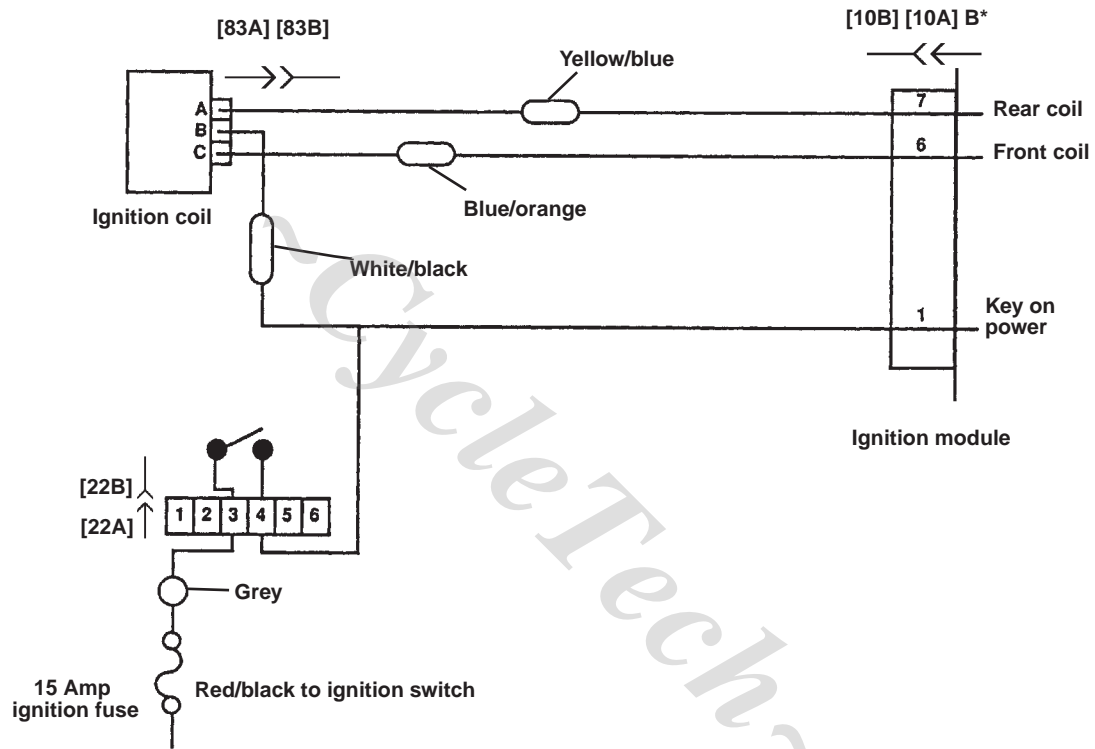 [83A] [83B]
[10B] [10A] B*
Yellow/blue
A
7
Rear coil
B
C
6
Front coil
Blue/orange
Ignition coil
White/black
1
Key on
power
Ignition module
[22B]
[22A]
1 2 3 4 5 6
Grey
15 Amp
ignition fuse
Red/black to ignition switch
~CycleTech~